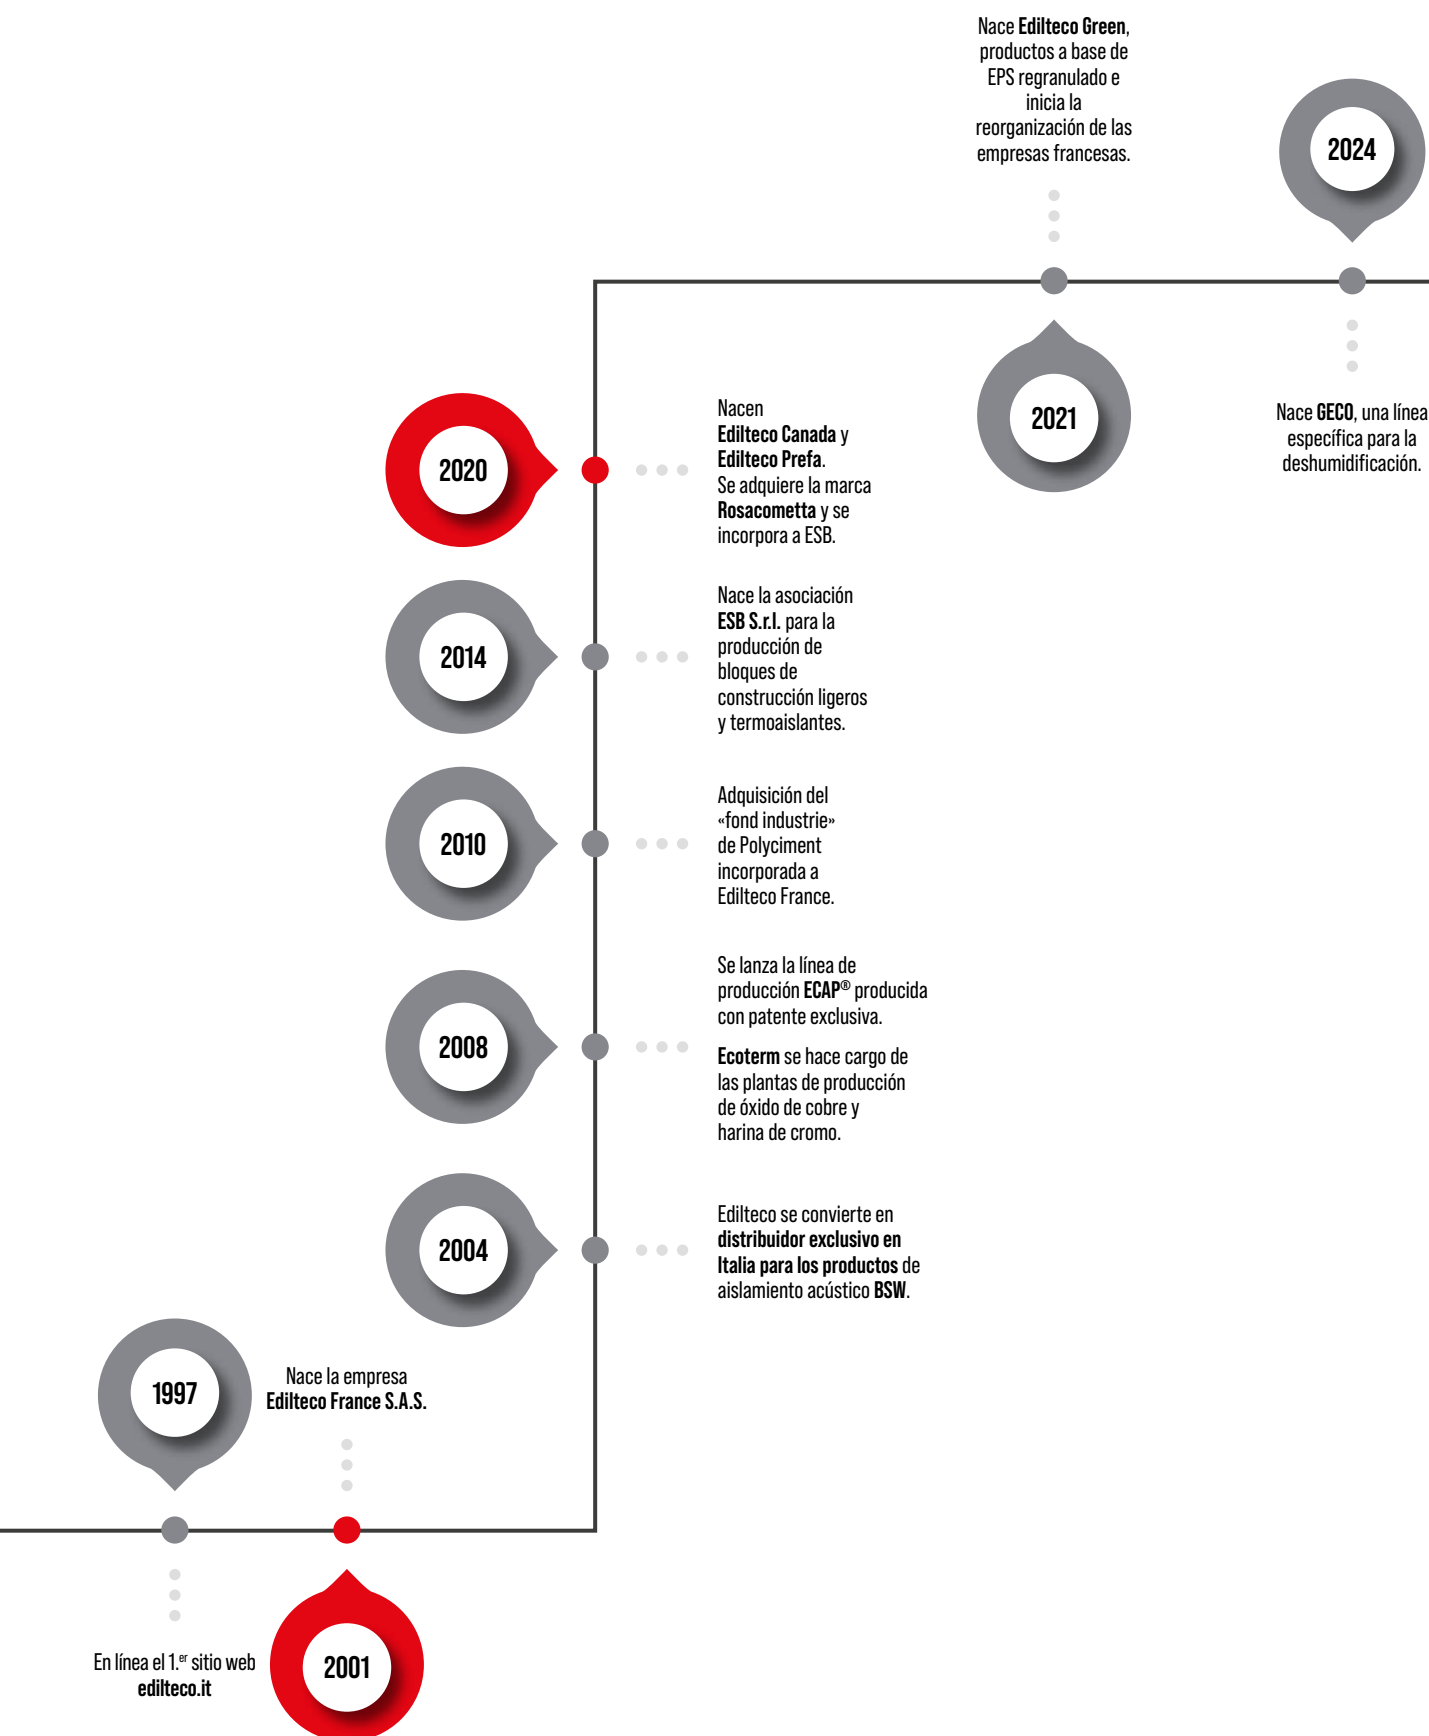 Nace Edilteco Green,
productos a base de
EPS regranulado e
inicia la
reorganización de las
empresas francesas.
2024
2021
Nace GECO, una línea
específica para la
deshumidificación.
2020
Nacen
Edilteco Canada y
Edilteco Prefa.
Se adquiere la marca
Rosacometta y se
incorpora a ESB.
2014
Nace la asociación
ESB S.r.l. para la
producción de
bloques de
construcción ligeros
y termoaislantes.
2010
Adquisición del
«fond industrie»
de Polyciment
incorporada a
Edilteco France.
2008
Se lanza la línea de
producción ECAP® producida
con patente exclusiva.
Ecoterm se hace cargo de
las plantas de producción
de óxido de cobre y
harina de cromo.
2004
Edilteco se convierte en
distribuidor exclusivo en
Italia para los productos de
aislamiento acústico BSW.
1997
Nace la empresa
Edilteco France S.A.S.
En línea el 1.er sitio web
edilteco.it
2001